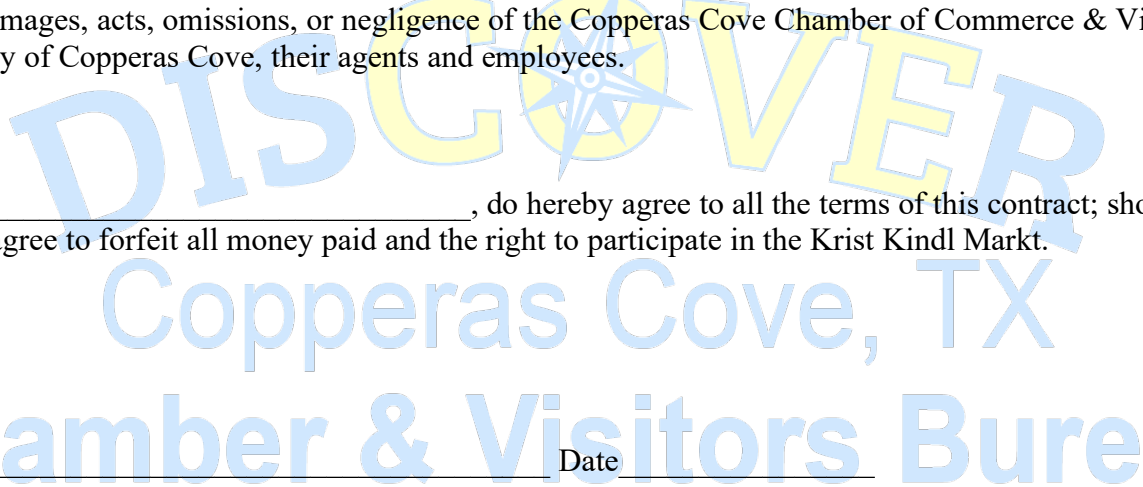 mages, acts, omissions, or negligence of the Copperas Cove Chamber of Commerce & Vi
y of Copperas Cove, their agents and employees.
DISCOVER
, do hereby agree to all the terms of this contract; sho
agree to forfeit all money paid and the right to participate in the Krist Kindl Markt.
Copperas Cove, TX
amber & Visitors Bure
Date